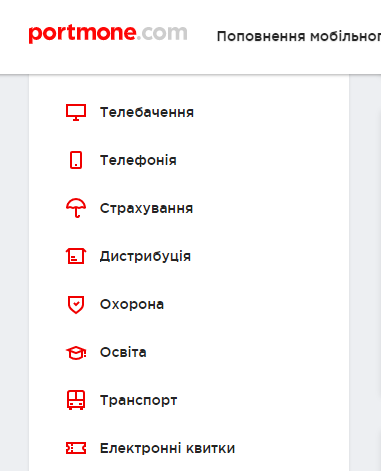 portmone.com
Поповнення мобільног
Телебачення
Телефонія
Страхування
Дистрибуція
Охорона
Освіта
Транспорт
Електронні квитки